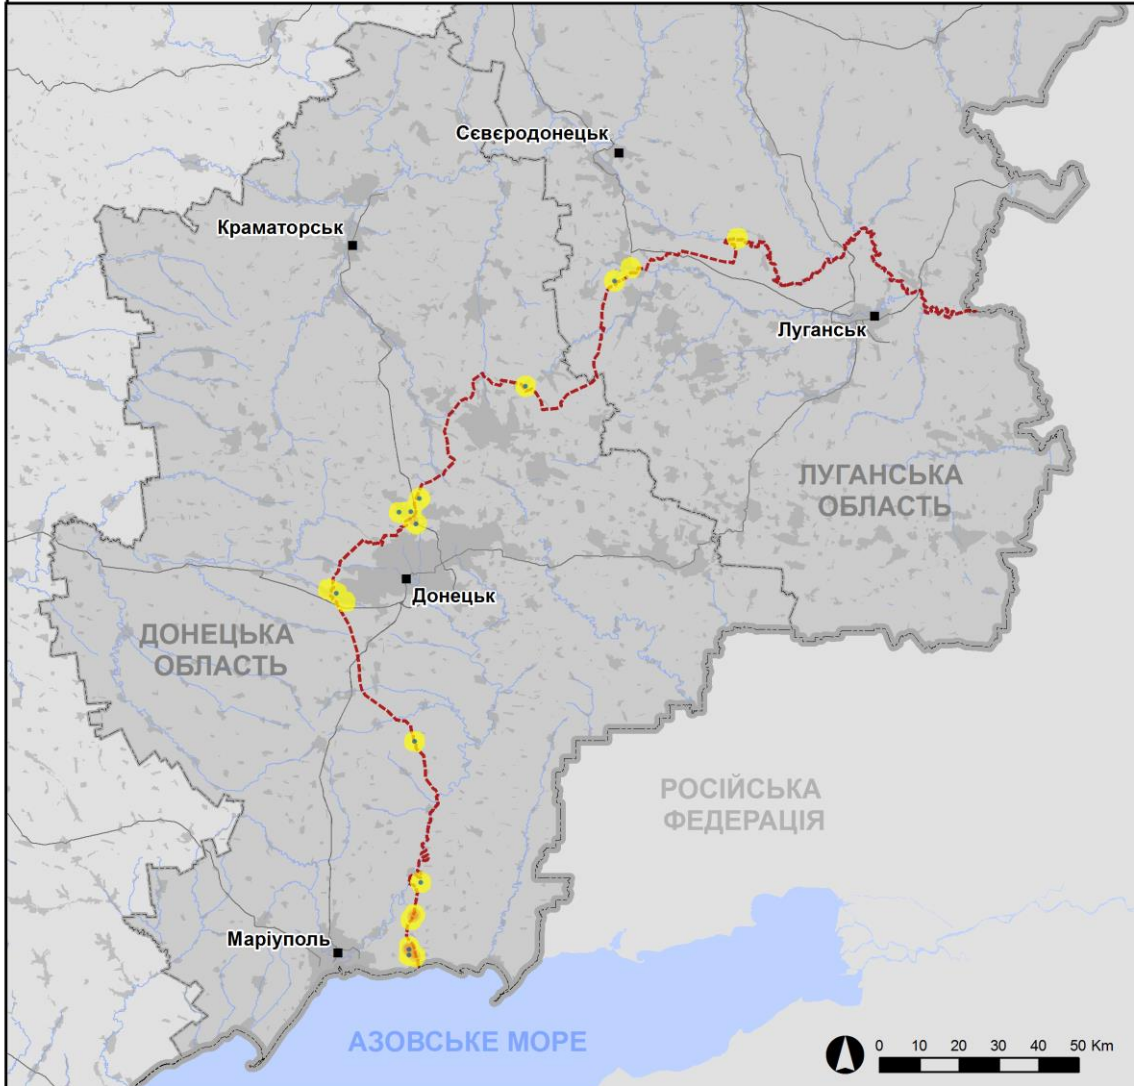 Сєвєродонецьк
Краматорськ
Луганськ
ЛУГАНСЬКА
ОБЛАСТЬ
Донецьк
ДОНЕЦЬКА
ОБЛАСТЬ
РОСІЙСЬКА
ФЕДЕРАЦІЯ
Маріуполь
АЗОВСЬКЕ МОРЕ
0 10 20 30 40 50 Km